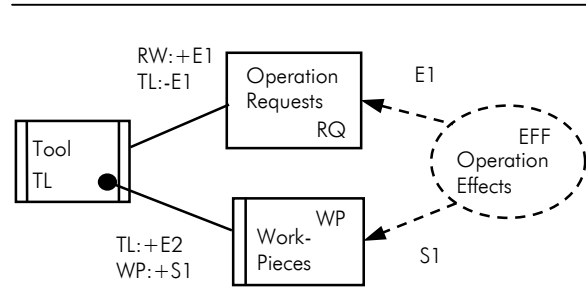 RW:+E1
TL:-E1
Operation
Requests
RQ
E1
Tool
TL
EFF
Operation
Effects
WP
Work-
Pieces
TL:+E2
WP:+S1
S1